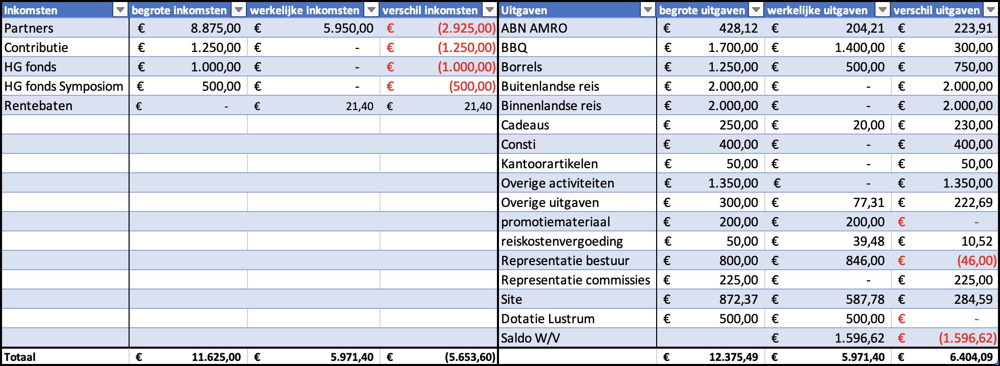 Inkomsten begrote inkomsten werkelijke inkomsten verschil inkomsten Uitgaven begrote uitgaven werkelijke uitgaven verschil uitgaven
Partners € 8.875,00 € 5.950,00 € (2.925,00) ABN AMRO € 428,12 € 204,21 € 223,91
Contributie € 1.250,00 € - € (1.250,00) BBQ € 1.700,00 € 1.400,00 € 300,00
HG fonds € 1.000,00 € - € (1.000,00) Borrels € 1.250,00 € 500,00 € 750,00
HG fonds Symposiom € 500,00 € - € (500,00) Buitenlandse reis € 2.000,00 € - € 2.000,00
Rentebaten € - € 21,40 € 21,40 Binnenlandse reis € 2.000,00 € - € 2.000,00
Cadeaus € 250,00 € 20,00 € 230,00
Consti € 400,00 € - € 400,00
Kantoorartikelen € 50,00 € - € 50,00
Overige activiteiten € 1.350,00 € - € 1.350,00
Overige uitgaven € 300,00 € 77,31 € 222,69
promotiemateriaal € 200,00 € 200,00 € -
reiskostenvergoeding € 50,00 € 39,48 € 10,52
Representatie bestuur € 800,00 € 846,00 € (46,00)
Representatie commissies € 225,00 € - € 225,00
Site € 872,37 € 587,78 € 284,59
Dotatie Lustrum € 500,00 € 500,00 € -
Saldo W/V € 1.596,62 € (1.596,62)
Totaal € 11.625,00 € 5.971,40 € (5.653,60) € 12.375,49 € 5.971,40 € 6.404,09